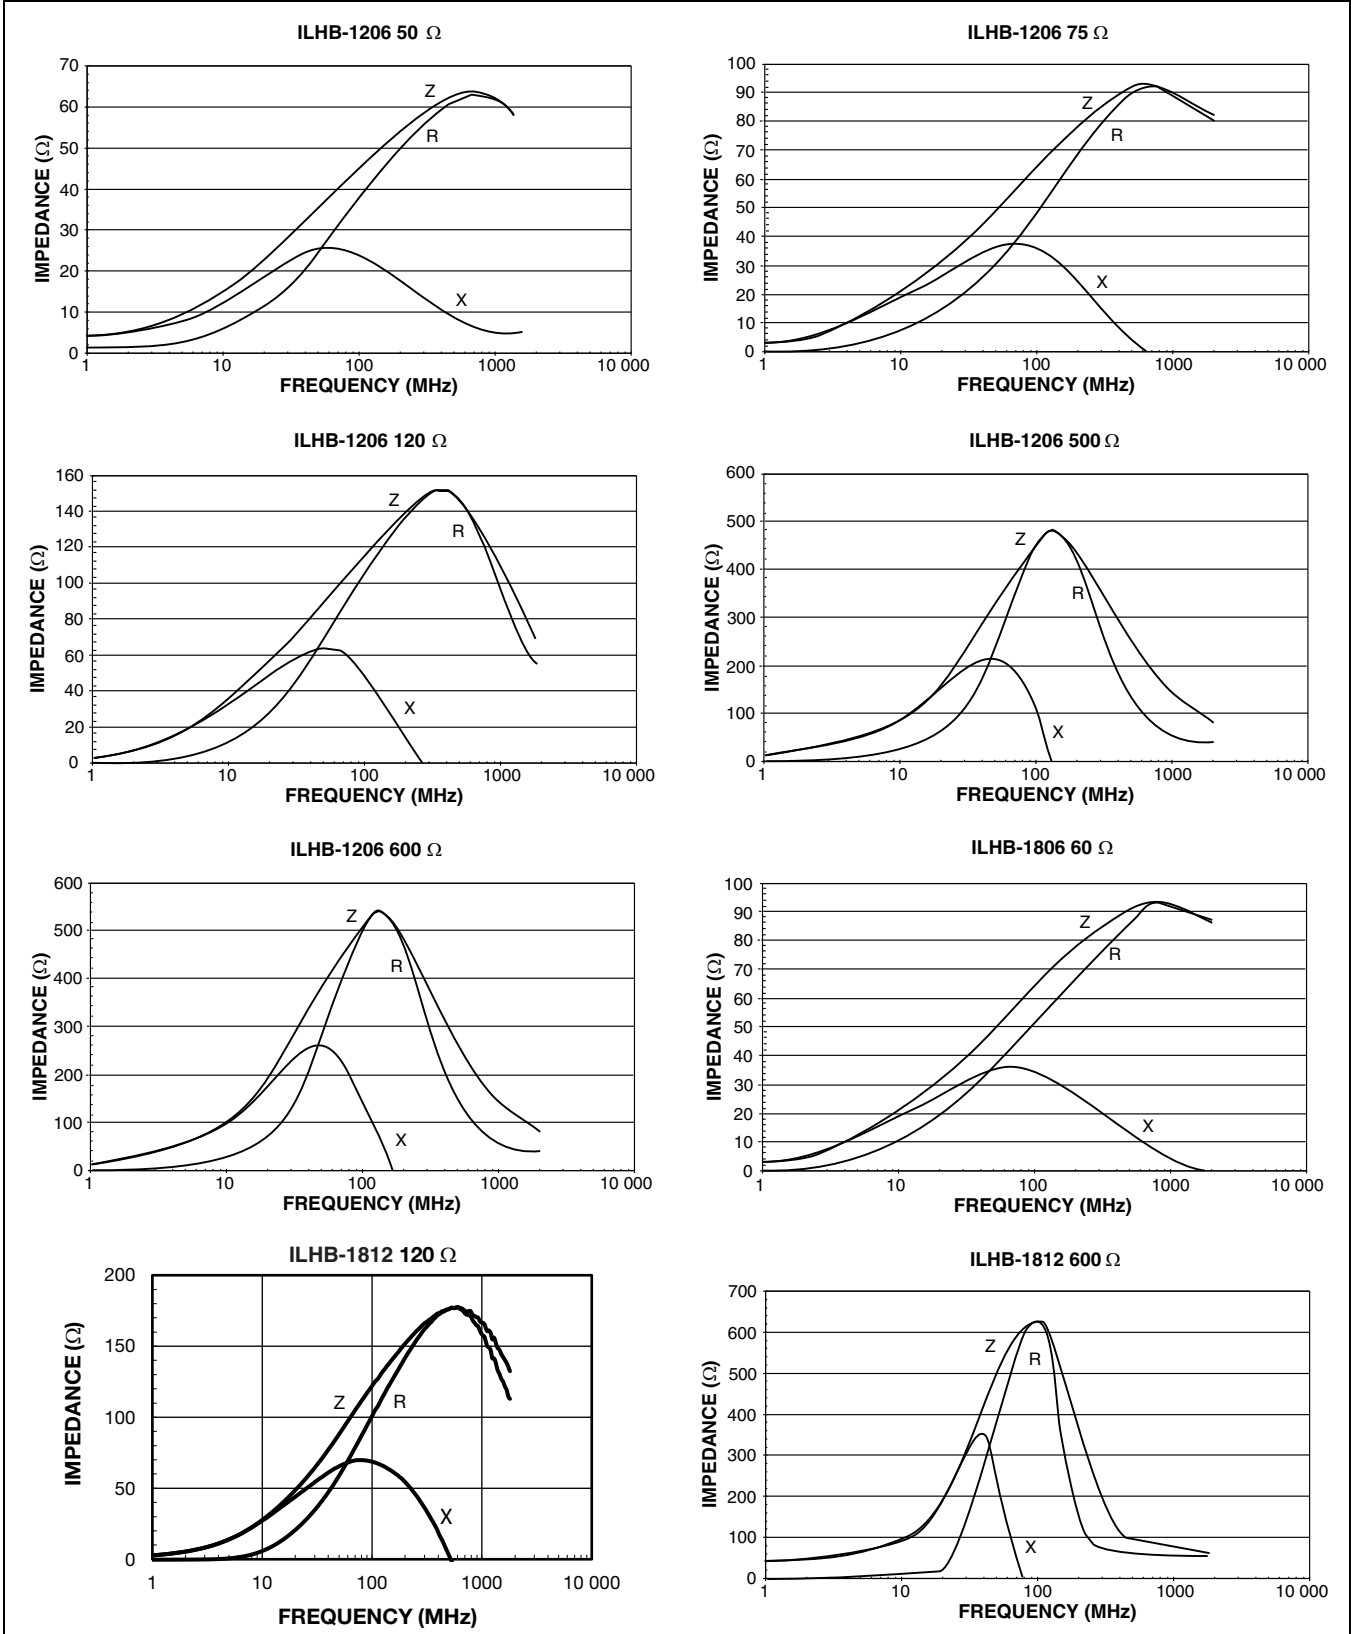 ILHB-1206 50 Ω
IMPEDANCE (Ω)
70
60
50
40
30
20
10
0
Z
R
X
1 10 100 1000 10 000
FREQUENCY (MHz)
ILHB-1206 75 Ω
IMPEDANCE (Ω)
100
90
80
70
60
50
40
30
20
10
0
Z
R
X
1 10 100 1000 10 000
FREQUENCY (MHz)
ILHB-1206 120 Ω
IMPEDANCE (Ω)
160
140
120
100
80
60
40
20
0
Z
R
X
1 10 100 1000 10 000
FREQUENCY (MHz)
ILHB-1206 500 Ω
IMPEDANCE (Ω)
600
500
400
300
200
100
0
Z
R
X
1 10 100 1000 10 000
FREQUENCY (MHz)
ILHB-1206 600 Ω
IMPEDANCE (Ω)
600
500
400
300
200
100
0
Z
R
X
1 10 100 1000 10 000
FREQUENCY (MHz)
ILHB-1806 60 Ω
IMPEDANCE (Ω)
100
90
80
70
60
50
40
30
20
10
0
Z
R
X
1 10 100 1000 10 000
FREQUENCY (MHz)
ILHB-1812 120 Ω
IMPEDANCE (Ω)
200
150
100
50
0
Z
R
X
1 10 100 1000 10 000
FREQUENCY (MHz)
ILHB-1812 600 Ω
IMPEDANCE (Ω)
700
600
500
400
300
200
100
0
Z
R
X
1 10 100 1000 10 000
FREQUENCY (MHz)